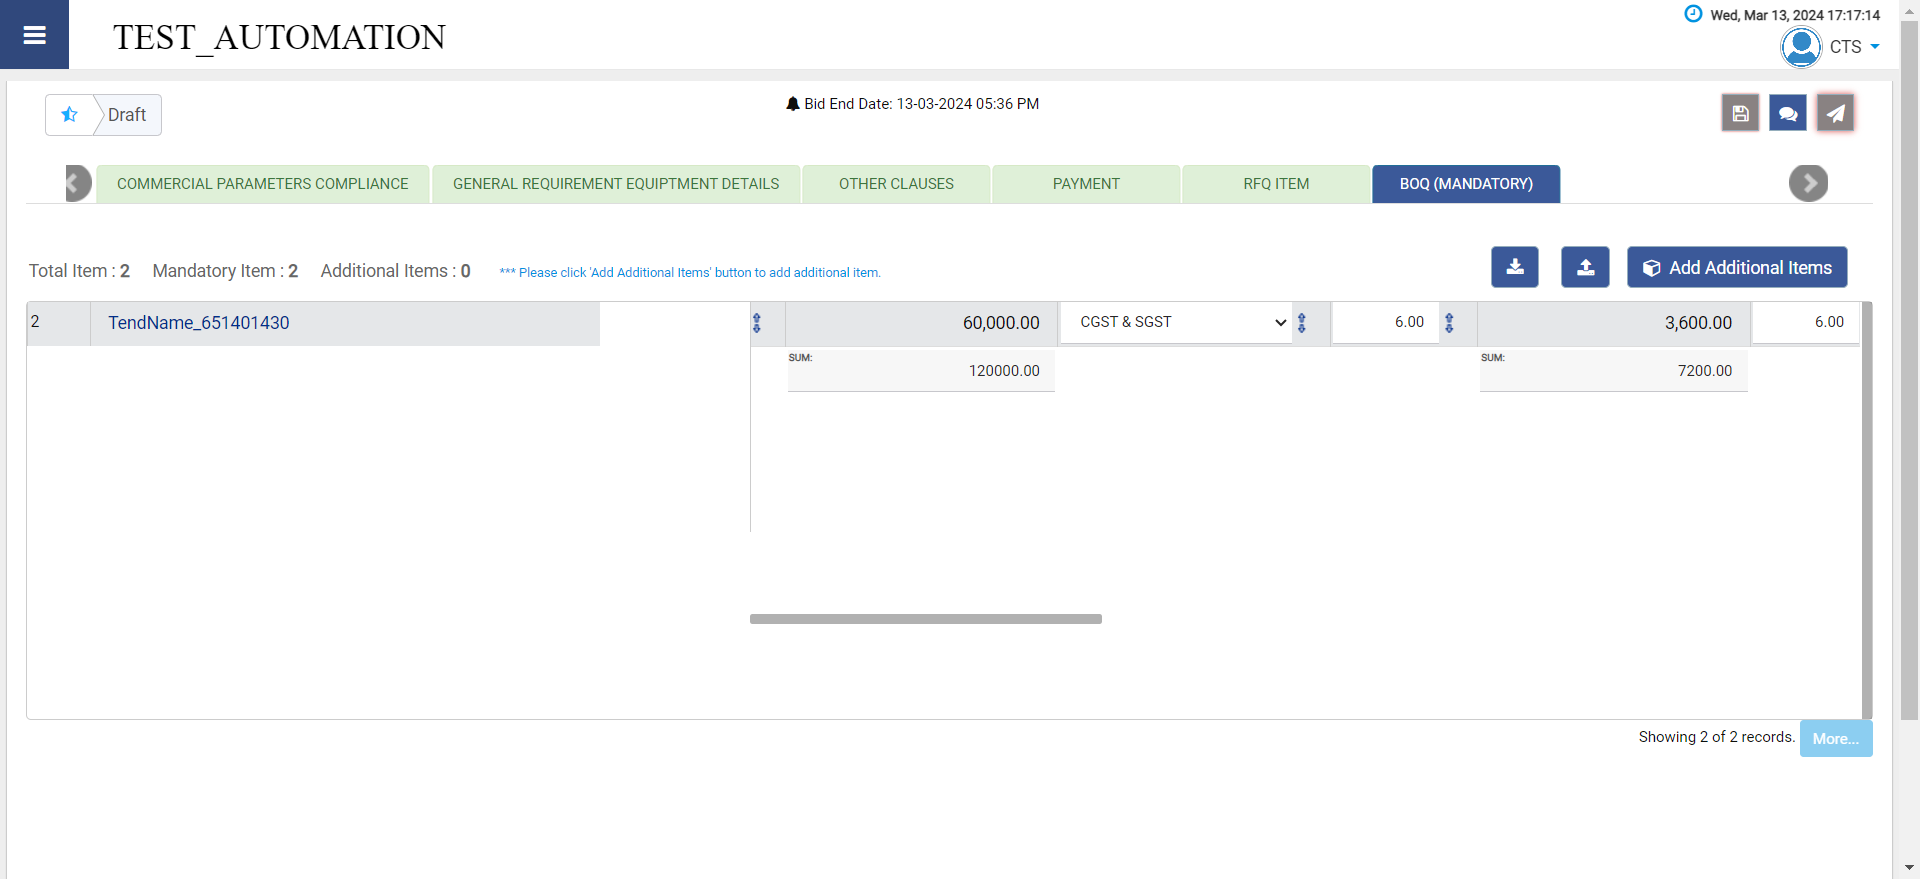 TEST_AUTOMATION
Wed, Mar 13, 2024 17:17:14
CTS
Draft
Bid End Date: 13-03-2024 05:36 PM
COMMERCIAL PARAMETERS COMPLIANCE GENERAL REQUIREMENT EQUIPTMENT DETAILS OTHER CLAUSES PAYMENT RFQ ITEM BOQ (MANDATORY)
Total Item : 2 Mandatory Item : 2 Additional Items : 0 *** Please click 'Add Additional Items' button to add additional item. Add Additional Items
2 TendName_651401430 60,000.00 CGST & SGST 6.00 3,600.00 6.00
SUM: SUM:
120000.00 7200.00
Showing 2 of 2 records. More...